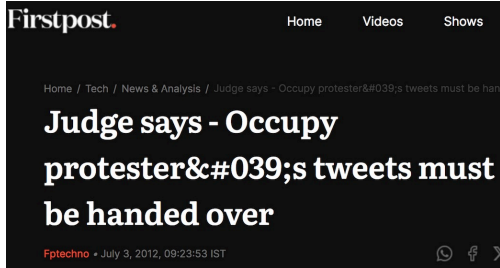 Firstpost.
Home Videos Shows
Home / Tech / News & Analysis / Judge says - Occupy protester&#039;s tweets must be han
Judge says - Occupy
protester&#039;s tweets must
be handed over
Fptechno • July 3, 2012, 09:23:53 IST